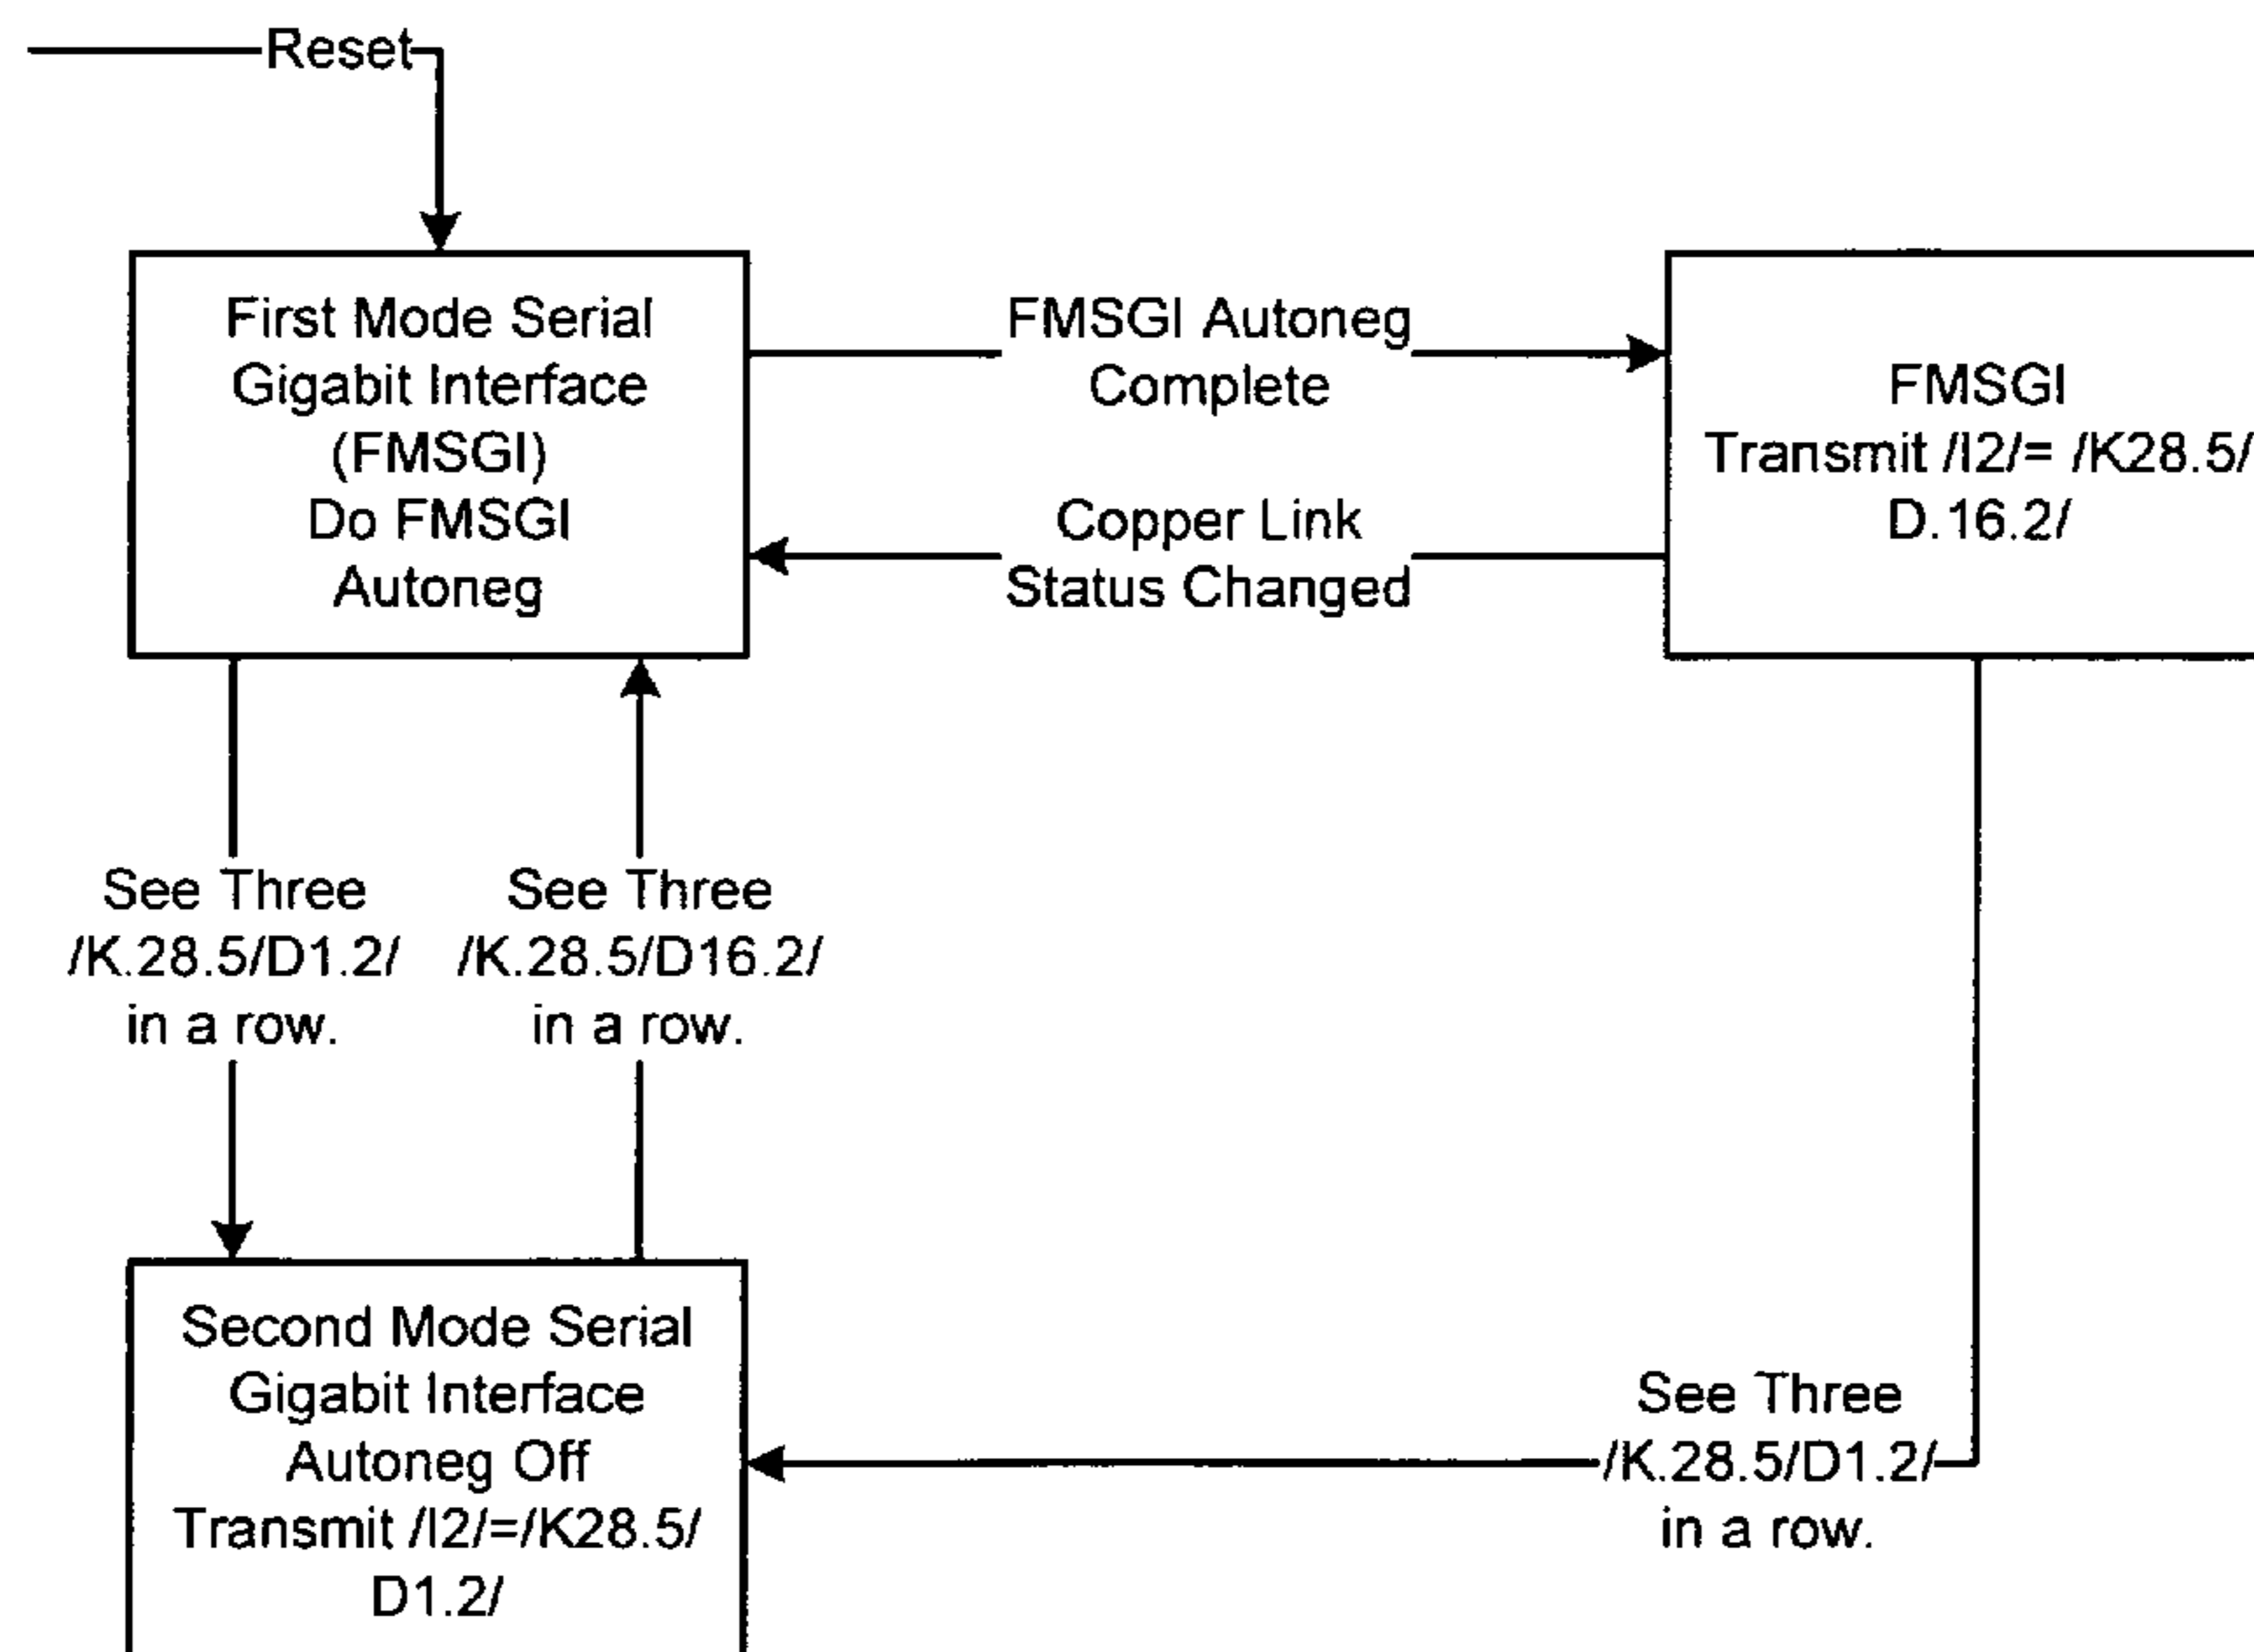 Reset
First Mode Serial
Gigabit Interface
(FMSGI)
Do FMSGI
Autoneg
FMSGI Autoneg
Complete
Copper Link
Status Changed
FMSGI
Transmit /I2/= /K28.5/
D.16.2/
See Three
/K.28.5/D1.2/
in a row.
See Three
/K.28.5/D16.2/
in a row.
Second Mode Serial
Gigabit Interface
Autoneg Off
Transmit /I2/=/K28.5/
D1.2/
See Three
/K.28.5/D1.2/
in a row.